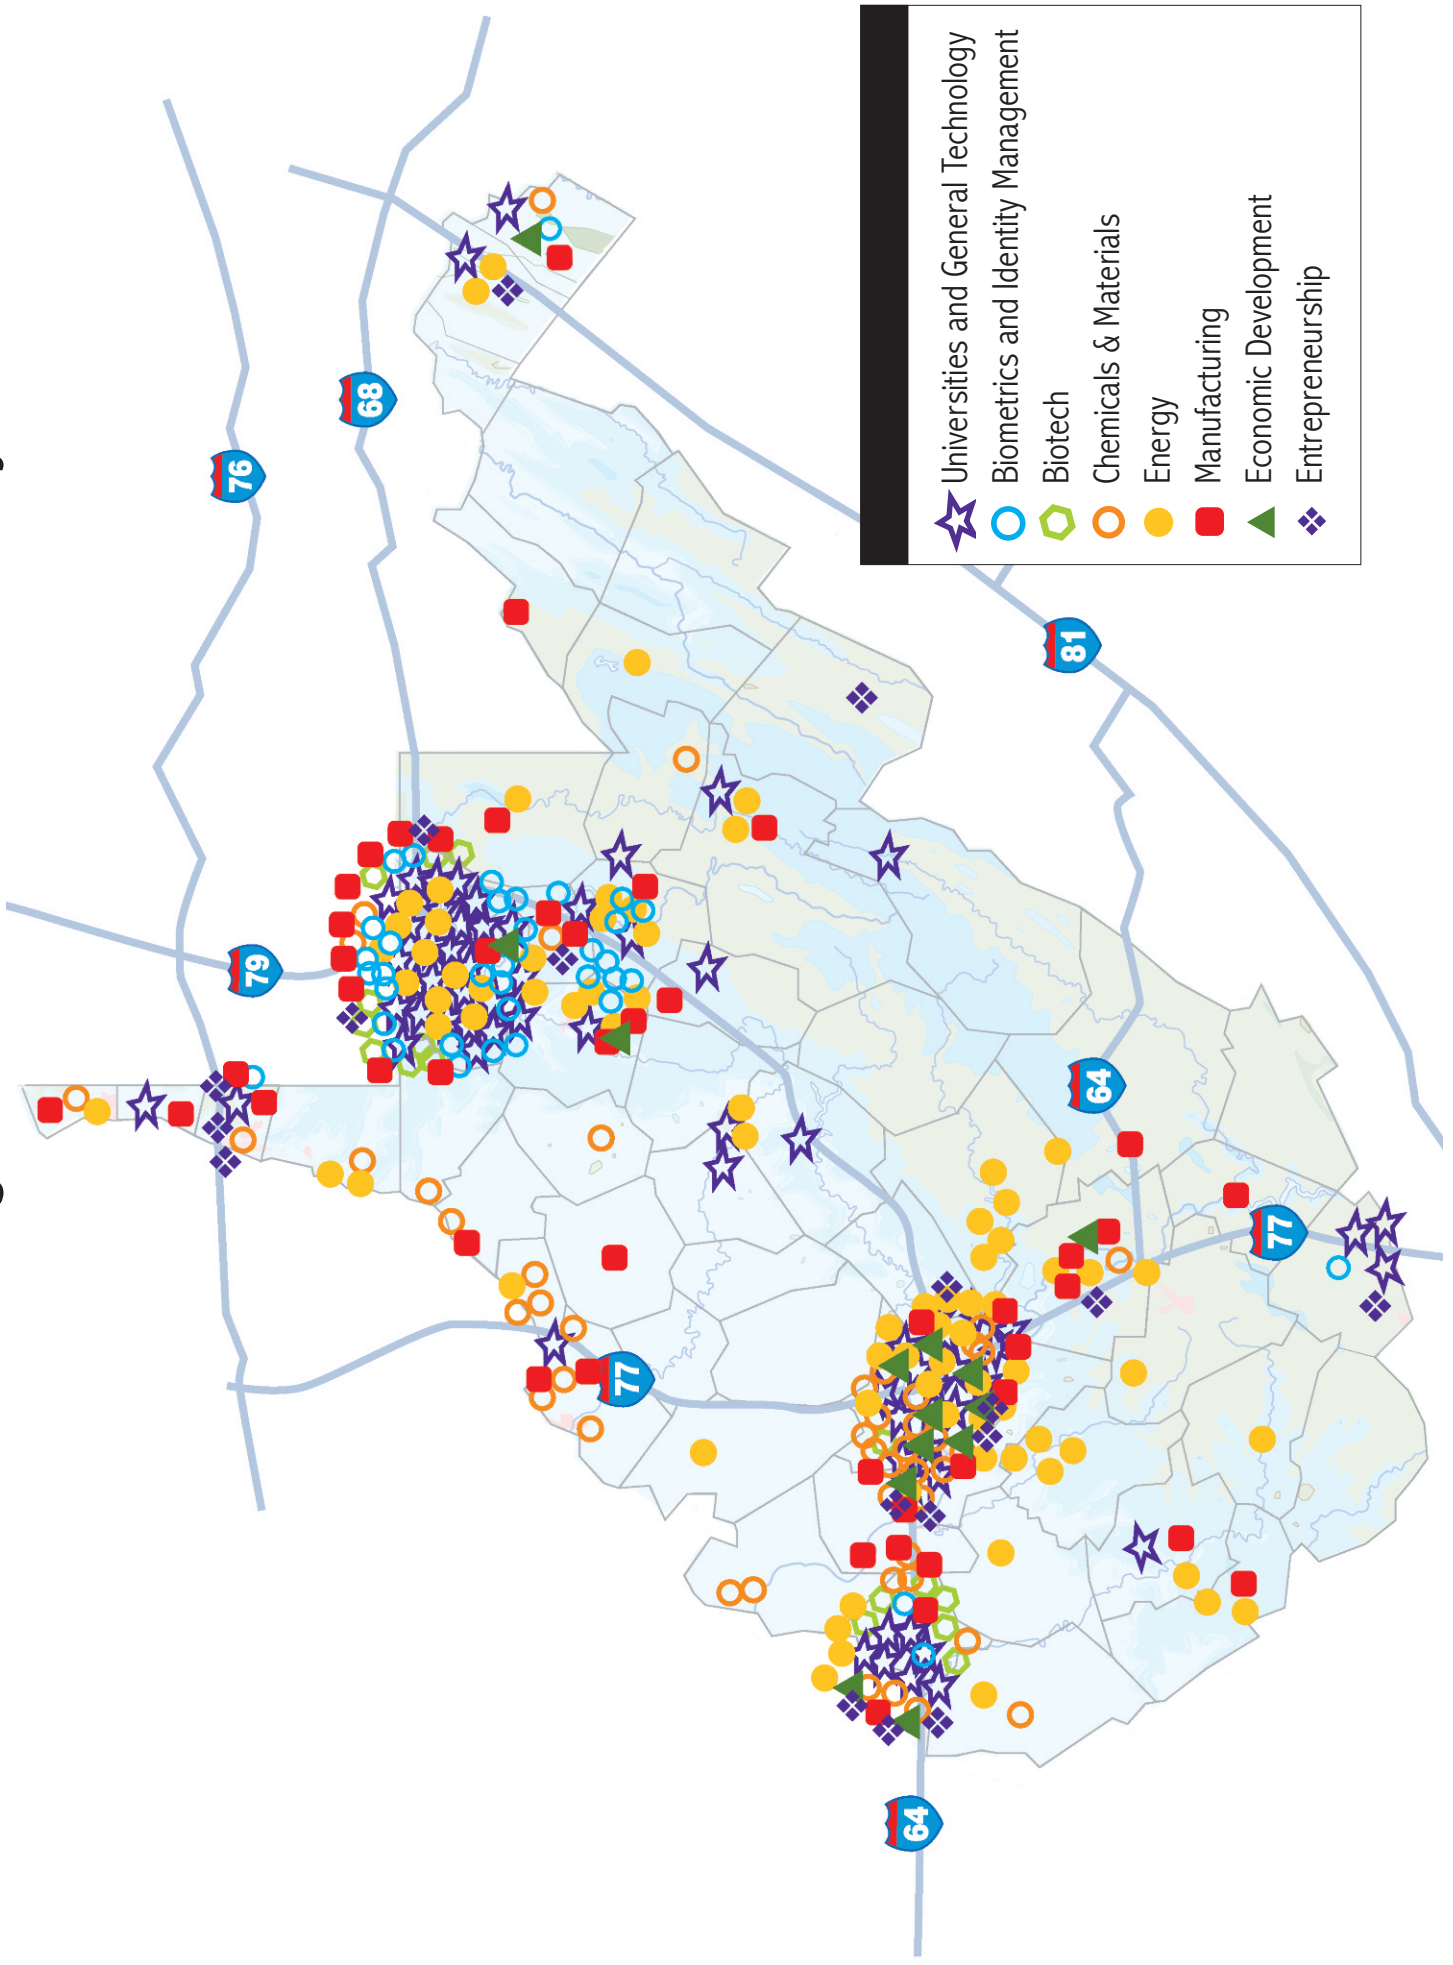 76
68
79
81
64
77
77
64
Universities and General Technology
Biometrics and Identity Management
Biotech
Chemicals & Materials
Energy
Manufacturing
Economic Development
Entrepreneurship